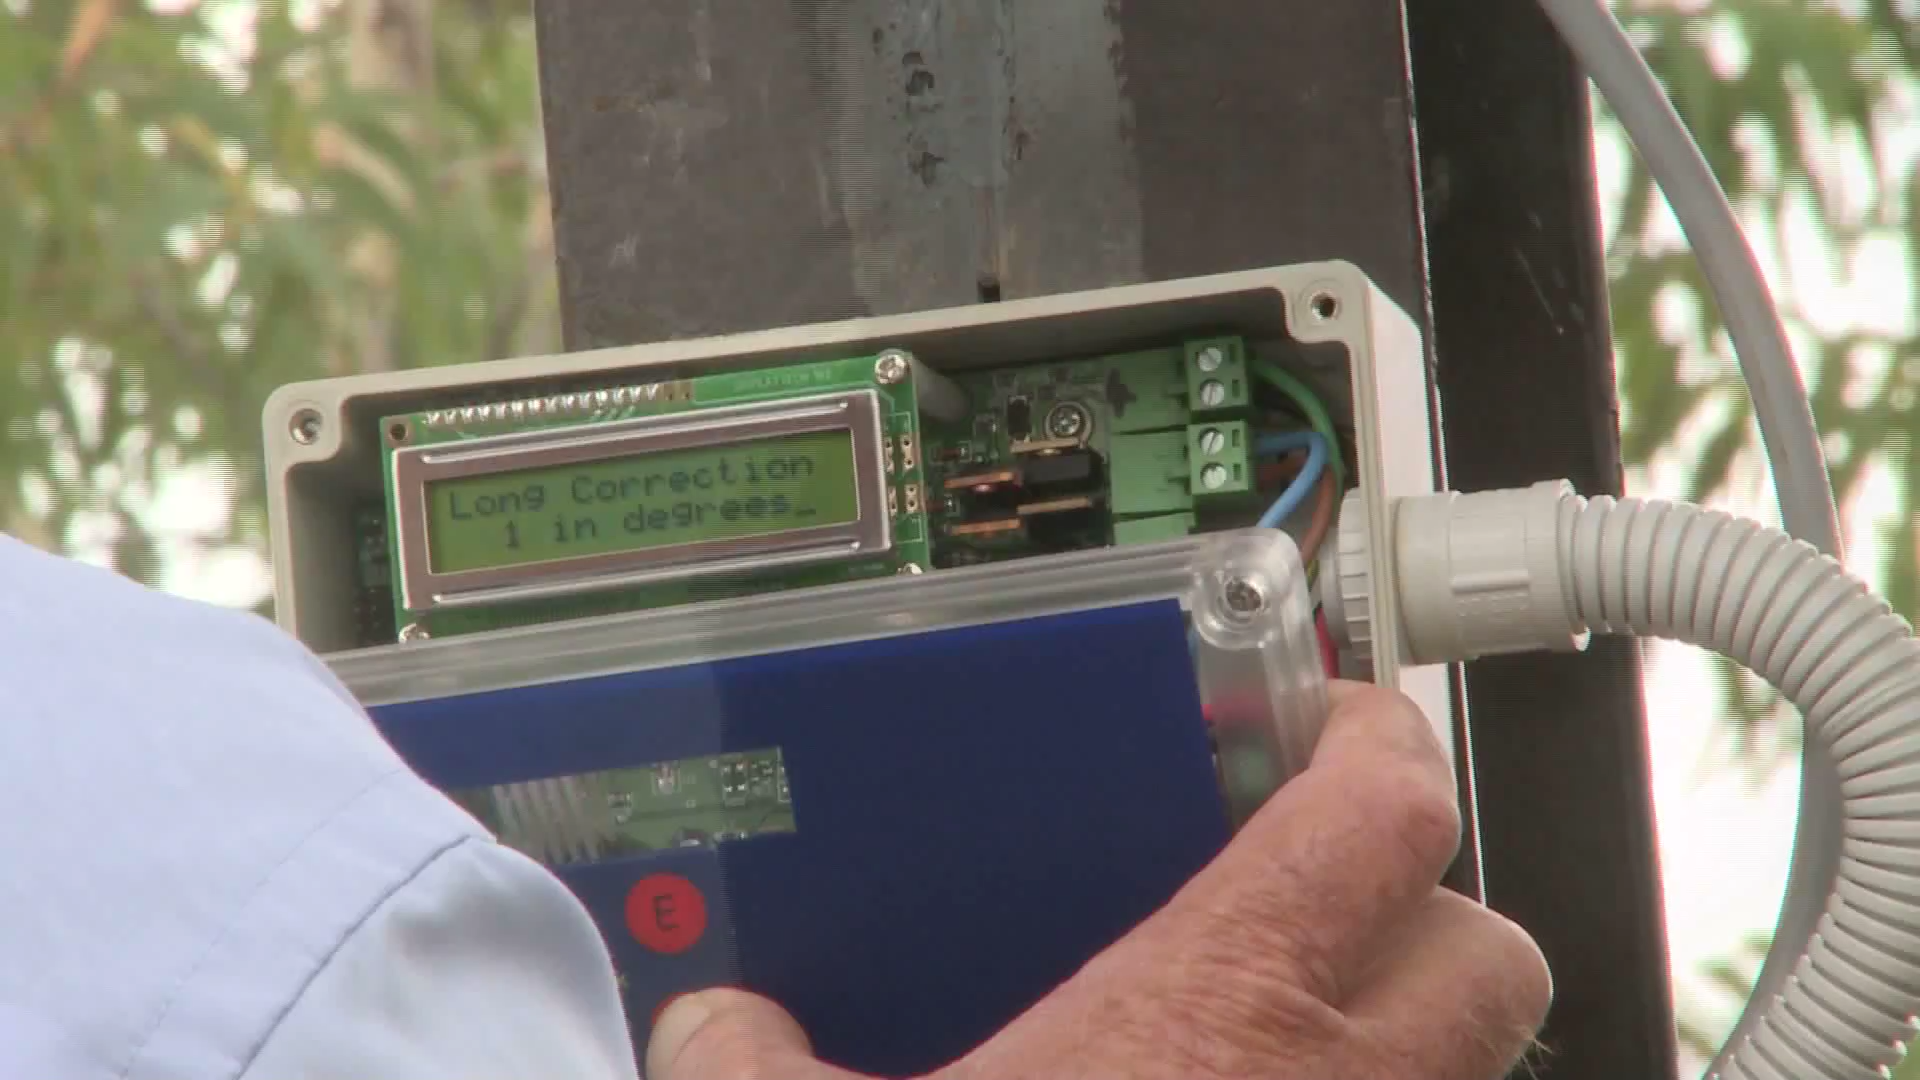 Long Correction
1 in degrees_
E